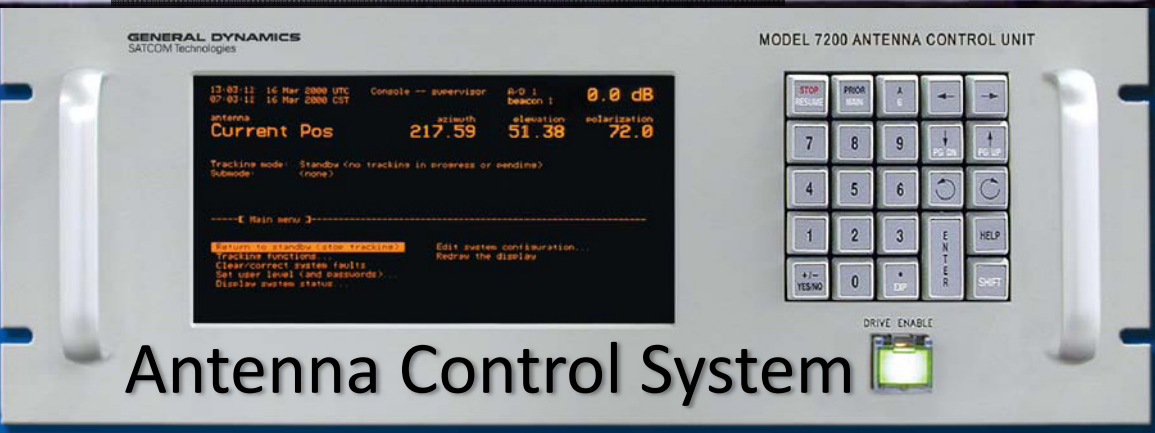 GENERAL DYNAMICS
SATCOM Technologies
MODEL 7200 ANTENNA CONTROL UNIT
13:03:12 16 Mar 2000 UTC Console -- supervisor A/D 1 0.0 dB
07:03:12 16 Mar 2000 CST beacon 1
antenna azimuth elevation polarization
Current Pos 217.59 51.38 72.0
Tracking mode: Standby (no tracking in progress or pending)
Submode: (none)
-----[ Main menu ]-----
Return to standby (stop tracking) Edit system configuration...
Tracking functions... Redraw the display
Clear/correct system faults
Set user level (and passwords)...
Display system status...
STOP PRIOR A
RESUME MAIN B
7 8 9 PG DN PG UP
4 5 6
1 2 3 ENTER HELP
+/- 0 • SHIFT
YES/NO EXP
DRIVE ENABLE
Antenna Control System